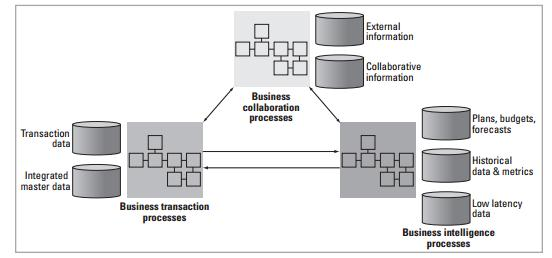 External
information
Collaborative
information
Business
collaboration
processes
Transaction
data
Integrated
master data
Business transaction
processes
Plans, budgets,
forecasts
Historical
data & metrics
Low latency
data
Business intelligence
processes